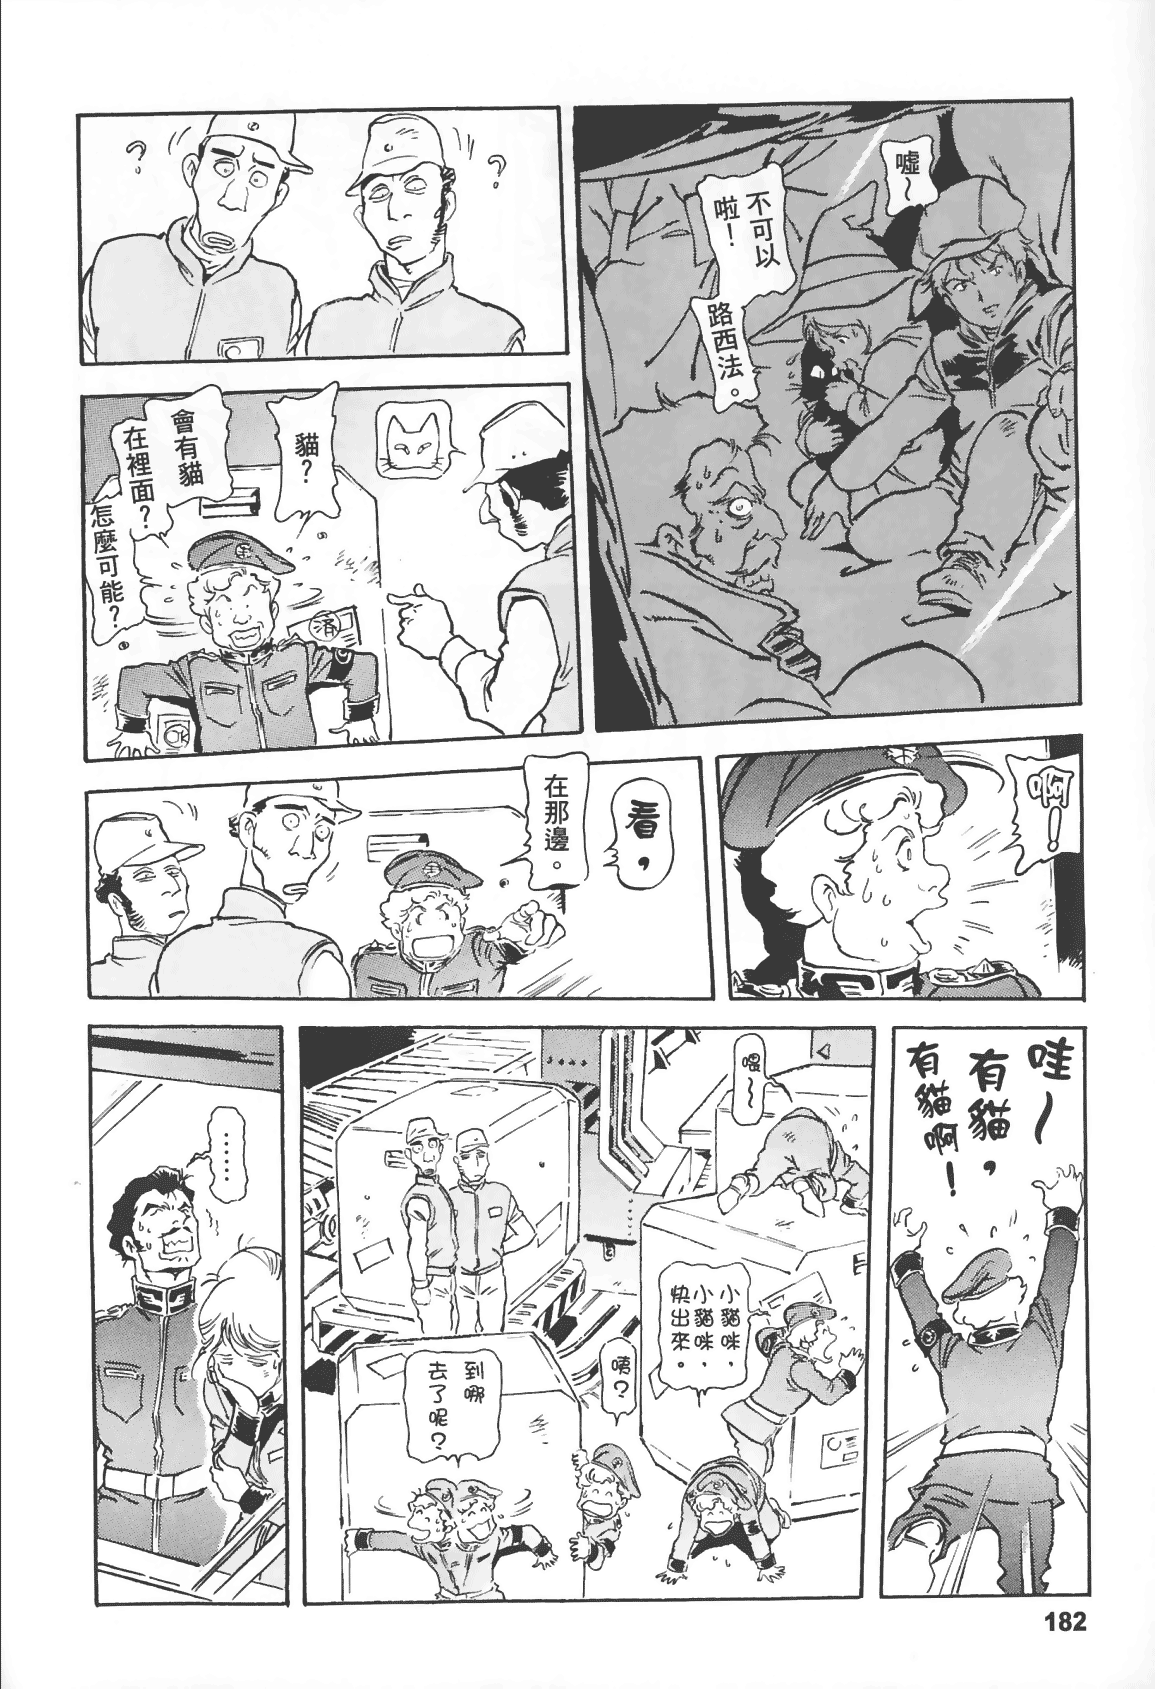 噓～
不可以
啦！
路西法。
？
？
貓？
會有貓
在裡面？
怎麼可能？
OK
啊！
看，
在那邊。
哇～
有貓，
有貓啊！
喂～
小貓咪，
小貓咪，
快出來。
咦？
到哪
去了呢？
……
182